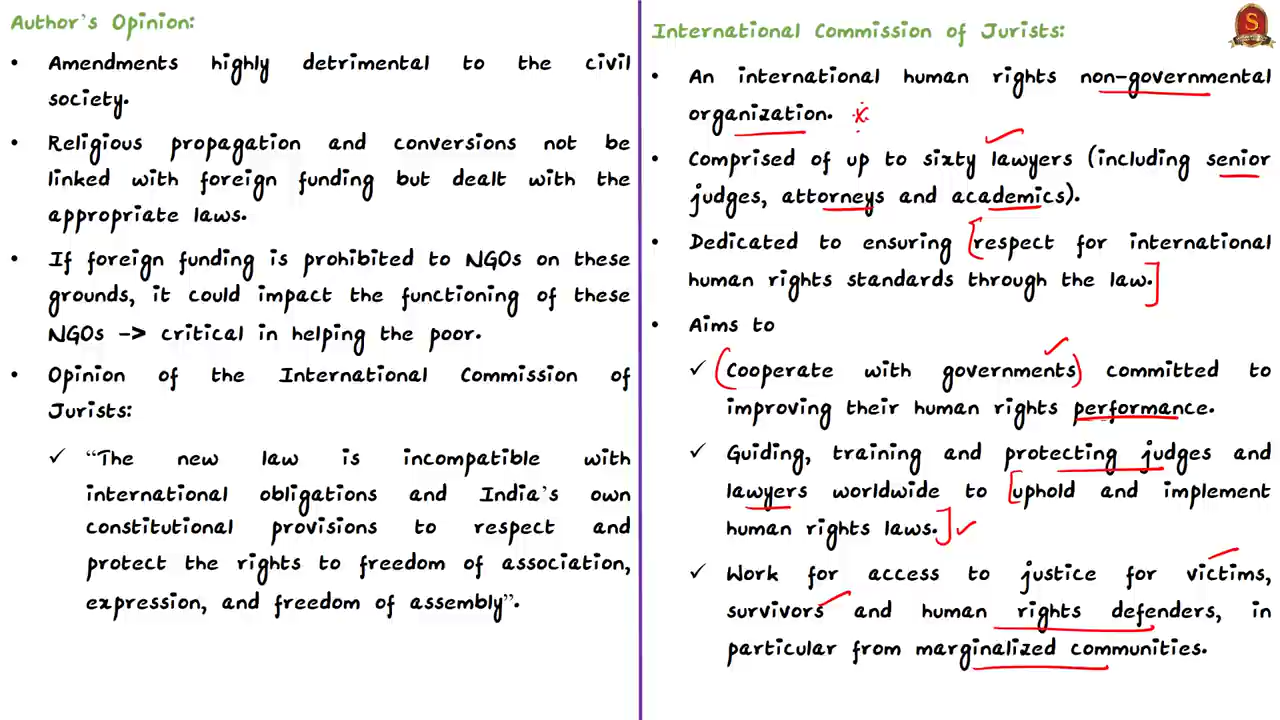 Author's Opinion:
• Amendments highly detrimental to the civil
society.
• Religious propagation and conversions not be
linked with foreign funding but dealt with the
appropriate laws.
• If foreign funding is prohibited to NGOs on these
grounds, it could impact the functioning of these
NGOs -> critical in helping the poor.
• Opinion of the International Commission of
Jurists:
✓ "The new law is incompatible with
international obligations and India's own
constitutional provisions to respect and
protect the rights to freedom of association,
expression, and freedom of assembly".
International Commission of Jurists:
• An international human rights non-governmental
organization.
• Comprised of up to sixty lawyers (including senior
judges, attorneys and academics).
• Dedicated to ensuring respect for international
human rights standards through the law.
• Aims to
✓ Cooperate with governments committed to
improving their human rights performance.
✓ Guiding, training and protecting judges and
lawyers worldwide to uphold and implement
human rights laws.
✓ Work for access to justice for victims,
survivors and human rights defenders, in
particular from marginalized communities.
S